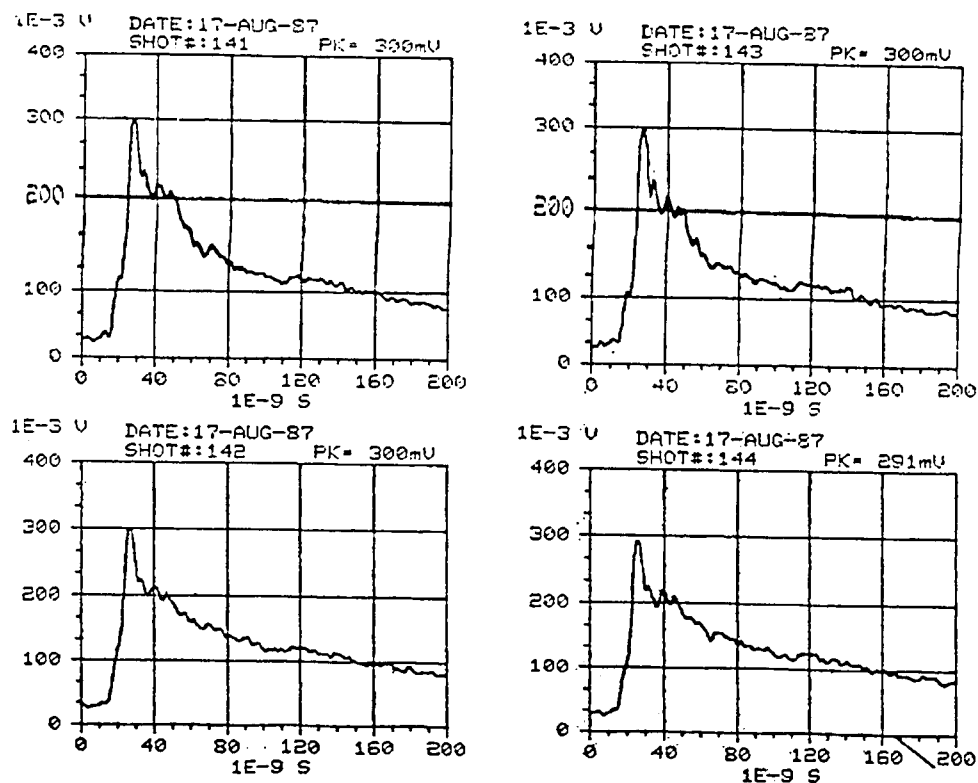 1E-3 V DATE:17-AUG-87
SHOT#:141 PK= 300mV
400
300
200
100
0
0 40 80 120 160 200
1E-9 S
1E-3 V DATE:17-AUG-87
SHOT#:143 PK= 300mV
400
300
200
100
0
0 40 80 120 160 200
1E-9 S
1E-3 V DATE:17-AUG-87
SHOT#:142 PK= 300mV
400
300
200
100
0
0 40 80 120 160 200
1E-9 S
1E-3 V DATE:17-AUG-87
SHOT#:144 PK= 291mV
400
300
200
100
0
0 40 80 120 160 200
1E-9 S